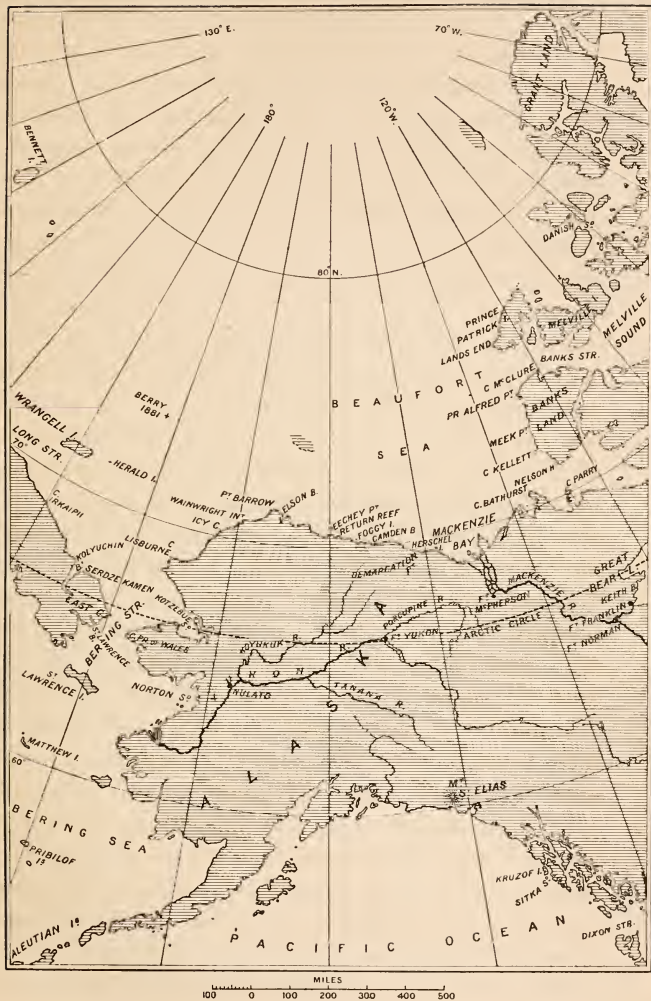 130° E.
70° W.
GRANT LAND
180°
120° W.
BENNETT
I.
DANISH S?
80° N.
PRINCE
PATRICK I.
LANDS END
MELVILLE
MELVILLE
SOUND
BANKS STR.
BEAUFORT
SEA
C McCLURE
PR ALFRED Pᵗ
BANKS
LAND
MEEK Pᵗ
C KELLETT
NELSON H
C. PARRY
C. BATHURST
BERRY
1881 +
WRANGELL I.
LONG STR.
70°
HERALD I.
Pᵗ BARROW
ELSON B.
WAINWRIGHT INᵗ
ICY C.
BEECHEY Pᵗ
RETURN REEF
FOGGY I.
CAMDEN B
HERSCHEL
MACKENZIE
BAY
C.
IRKAIPII
LISBURNE
C
KOLYUCHIN
SERDZE KAMEN
KOTZEBUE
EAST C.
BERING STR.
Sᵗ LAWRENCE
B.
C. PR OF WALES
DEMARCATION
Pᵗ
MACKENZIE
R
GREAT
BEAR L
KEITH B.
Fᵗ FRANKLIN
Fᵗ NORMAN
Fᵗ
McPHERSON
PORCUPINE R.
Fᵗ YUKON
ARCTIC CIRCLE
KOYUKUK R.
YUKON
R.
NULATO
TANANA R.
Sᵗ
LAWRENCE I.
NORTON Sᵈ
MATTHEW I.
60°
ALASKA
Mᵗ
Sᵗ ELIAS
BERING SEA
PRIBILOF
Iˢ
KRUZOF I.
SITKA Sᵈ
DIXON STR.
ALEUTIAN Iˢ
PACIFIC OCEAN
MILES
100 0 100 200 300 400 500